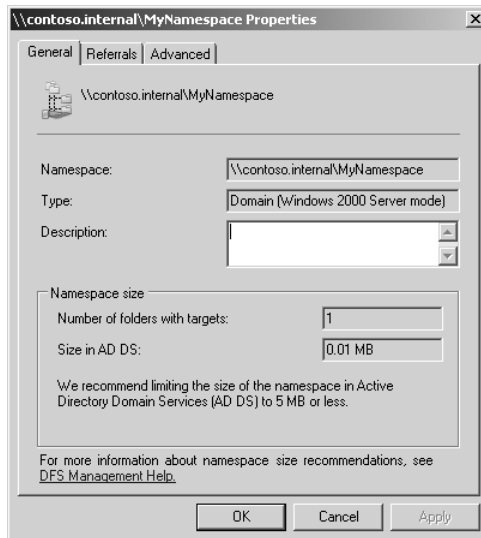 \\contoso.internal\MyNamespace Properties
General Referrals Advanced
\\contoso.internal\MyNamespace
Namespace: \\contoso.internal\MyNamespace
Type: Domain (Windows 2000 Server mode)
Description:
Namespace size
Number of folders with targets: 1
Size in AD DS: 0.01 MB
We recommend limiting the size of the namespace in Active
Directory Domain Services (AD DS) to 5 MB or less.
For more information about namespace size recommendations, see
DFS Management Help.
OK Cancel Apply